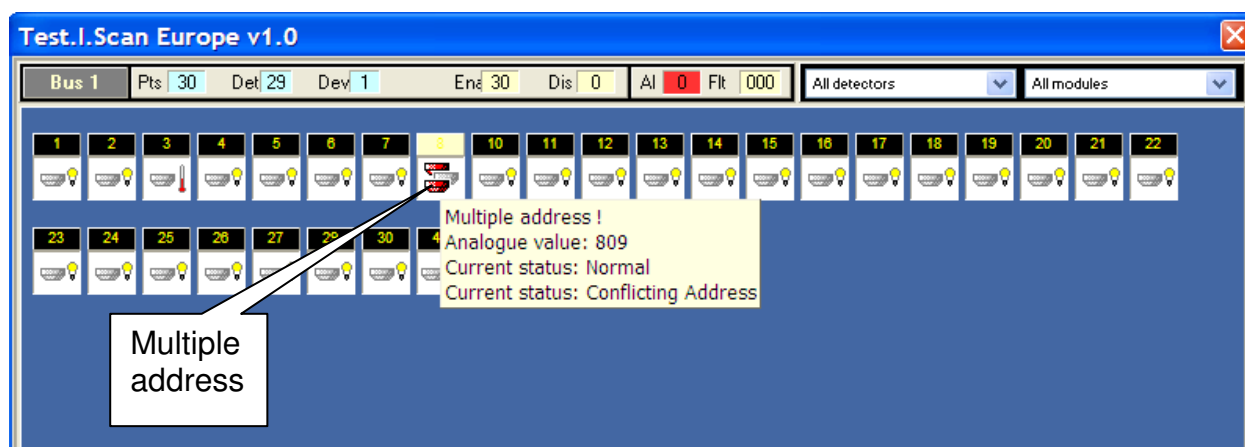 Test.I.Scan Europe v1.0
Bus 1 Pts 30 Det 29 Dev 1 Ena 30 Dis 0 Al 0 Flt 000 All detectors All modules
1 2 3 4 5 6 7 8 10 11 12 13 14 15 16 17 18 19 20 21 22
Multiple address !
Analogue value: 809
Current status: Normal
Current status: Conflicting Address
23 24 25 26 27 29 30 4
Multiple
address